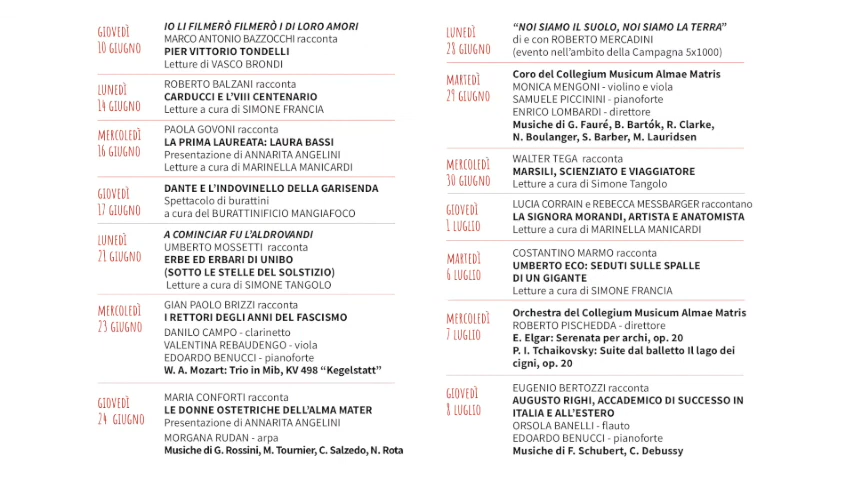 GIOVEDÌ
10 GIUGNO
IO LI FILMERÒ FILMERÒ I DI LORO AMORI
MARCO ANTONIO BAZZOCCHI racconta
PIER VITTORIO TONDELLI
Letture di VASCO BRONDI
LUNEDÌ
14 GIUGNO
ROBERTO BALZANI racconta
CARDUCCI E L’VIII CENTENARIO
Letture a cura di SIMONE FRANCIA
MERCOLEDÌ
16 GIUGNO
PAOLA GOVONI racconta
LA PRIMA LAUREATA: LAURA BASSI
Presentazione di ANNARITA ANGELINI
Letture a cura di MARINELLA MANICARDI
GIOVEDÌ
17 GIUGNO
DANTE E L’INDOVINELLO DELLA GARISENDA
Spettacolo di burattini
a cura del BURATTINIFICIO MANGIAFOCO
LUNEDÌ
21 GIUGNO
A COMINCIAR FU L’ALDROVANDI
UMBERTO MOSSETTI racconta
ERBE ED ERBARI DI UNIBO
(SOTTO LE STELLE DEL SOLSTIZIO)
Letture a cura di SIMONE TANGOLO
MERCOLEDÌ
23 GIUGNO
GIAN PAOLO BRIZZI racconta
I RETTORI DEGLI ANNI DEL FASCISMO
DANILO CAMPO - clarinetto
VALENTINA REBAUDENGO - viola
EDOARDO BENUCCI - pianoforte
W. A. Mozart: Trio in Mib, KV 498 “Kegelstatt”
GIOVEDÌ
24 GIUGNO
MARIA CONFORTI racconta
LE DONNE OSTETRICHE DELL’ALMA MATER
Presentazione di ANNARITA ANGELINI
MORGANA RUDAN - arpa
Musiche di G. Rossini, M. Tournier, C. Salzedo, N. Rota
LUNEDÌ
28 GIUGNO
“NOI SIAMO IL SUOLO, NOI SIAMO LA TERRA”
di e con ROBERTO MERCADINI
(evento nell’ambito della Campagna 5x1000)
MARTEDÌ
29 GIUGNO
Coro del Collegium Musicum Almae Matris
MONICA MENGONI - violino e viola
SAMUELE PICCININI - pianoforte
ENRICO LOMBARDI - direttore
Musiche di G. Fauré, B. Bartók, R. Clarke,
N. Boulanger, S. Barber, M. Lauridsen
MERCOLEDÌ
30 GIUGNO
WALTER TEGA racconta
MARSILI, SCIENZIATO E VIAGGIATORE
Letture a cura di Simone Tangolo
GIOVEDÌ
1 LUGLIO
LUCIA CORRAIN e REBECCA MESSBARGER raccontano
LA SIGNORA MORANDI, ARTISTA E ANATOMISTA
Letture a cura di MARINELLA MANICARDI
MARTEDÌ
6 LUGLIO
COSTANTINO MARMO racconta
UMBERTO ECO: SEDUTI SULLE SPALLE
DI UN GIGANTE
Letture a cura di SIMONE FRANCIA
MERCOLEDÌ
7 LUGLIO
Orchestra del Collegium Musicum Almae Matris
ROBERTO PISCHEDDA - direttore
E. Elgar: Serenata per archi, op. 20
P. I. Tchaikovsky: Suite dal balletto Il lago dei
cigni, op. 20
GIOVEDÌ
8 LUGLIO
EUGENIO BERTOZZI racconta
AUGUSTO RIGHI, ACCADEMICO DI SUCCESSO IN
ITALIA E ALL’ESTERO
ORSOLA BANELLI - flauto
EDOARDO BENUCCI - pianoforte
Musiche di F. Schubert, C. Debussy